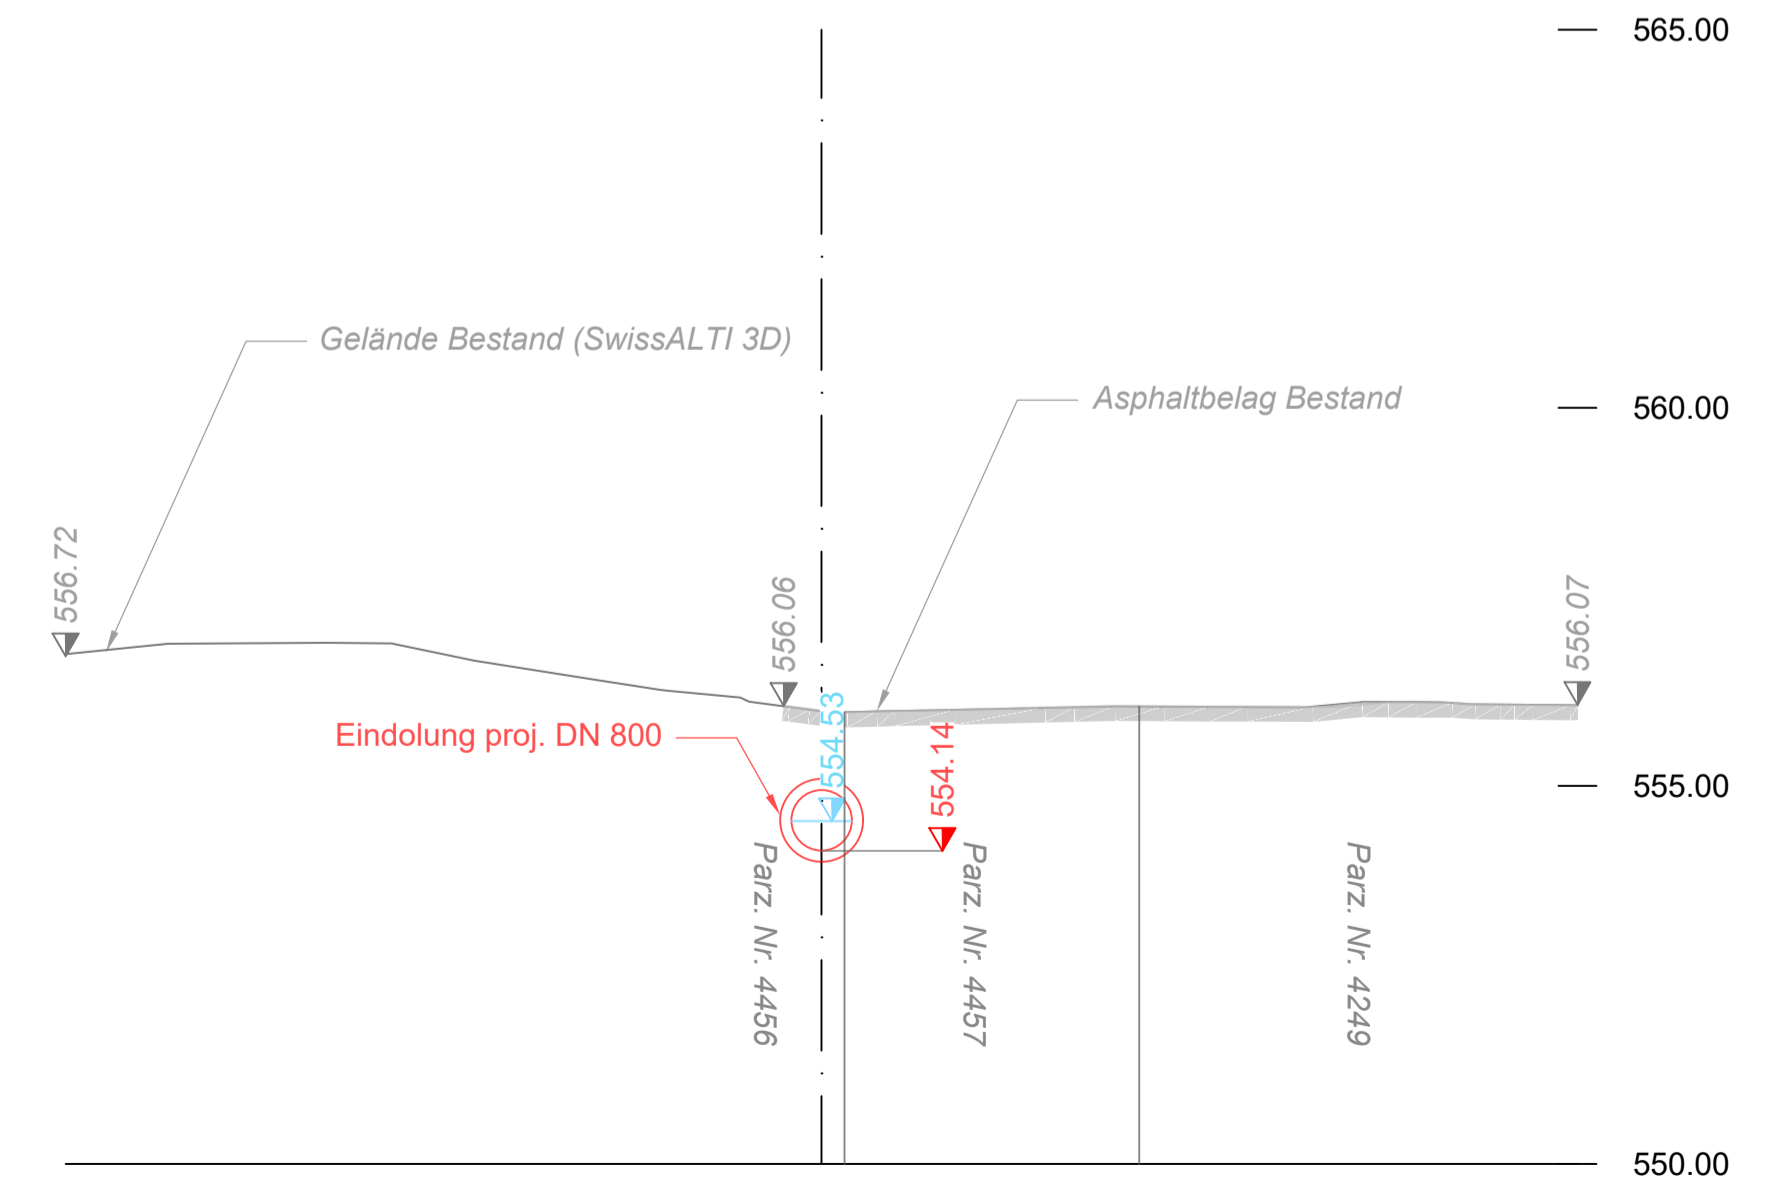 565.00
Gelände Bestand (SwissALTI 3D)
Asphaltbelag Bestand
560.00
556.72
556.06
556.07
554.53
Eindolung proj. DN 800
554.14
555.00
Parz. Nr. 4456
Parz. Nr. 4457
Parz. Nr. 4249
550.00